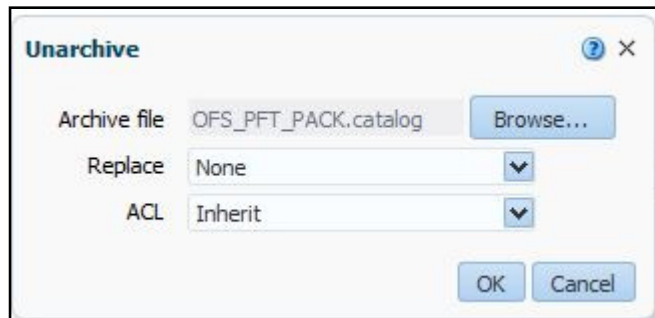 Unarchive
Archive file OFS_PFT_PACK.catalog Browse...
Replace None
ACL Inherit
OK Cancel